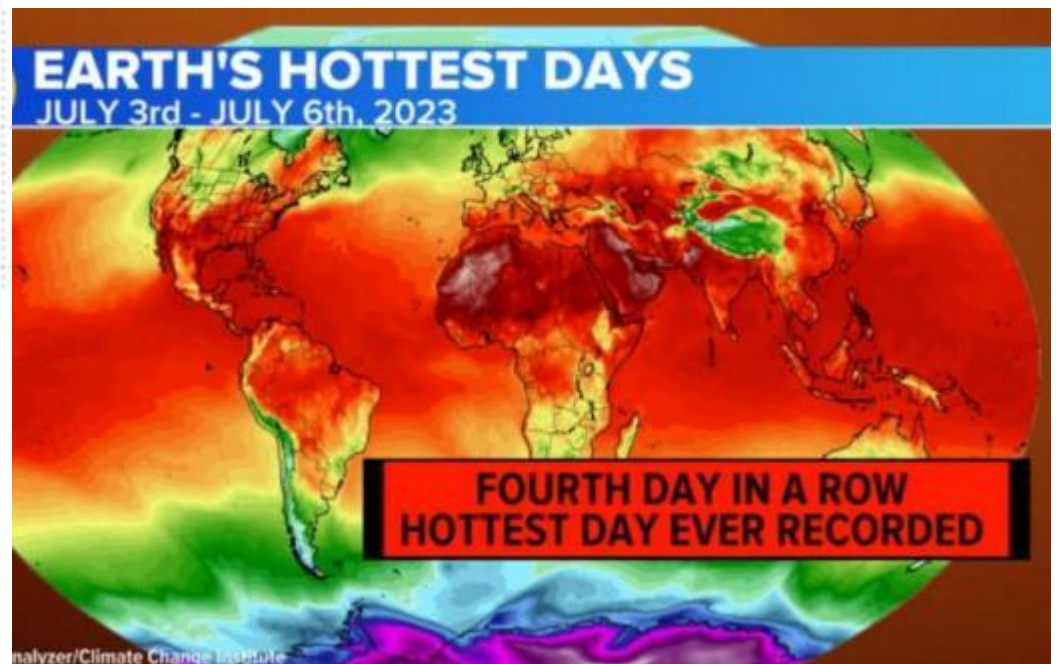 EARTH'S HOTTEST DAYS
JULY 3rd - JULY 6th, 2023
FOURTH DAY IN A ROW
HOTTEST DAY EVER RECORDED
nalyzer/Climate Change Institute